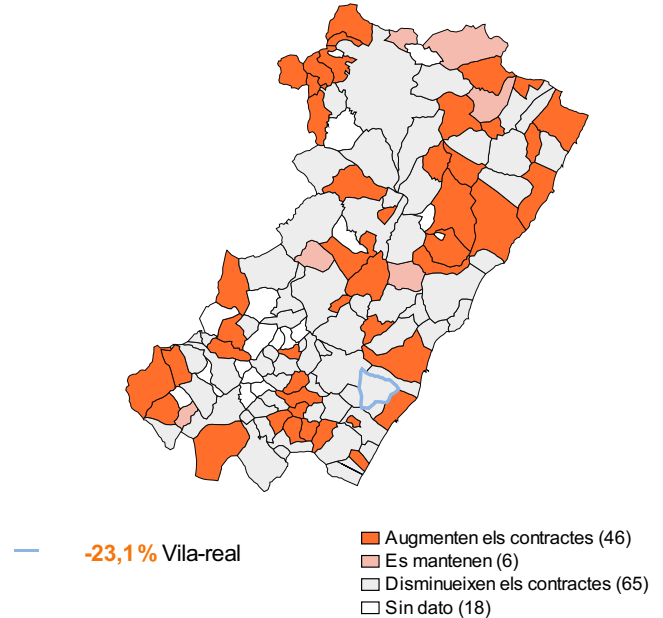 -23,1% Vila-real
Augmenten els contractes (46)
Es mantenen (6)
Disminueixen els contractes (65)
Sin dato (18)